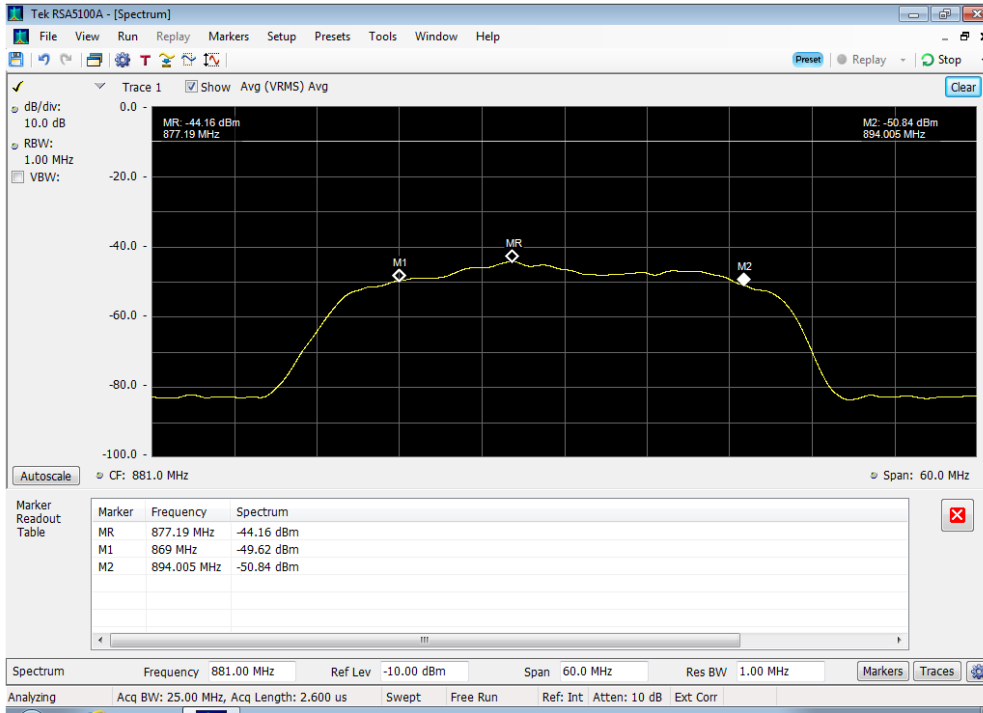 Tek RSA5100A - [Spectrum]
File View Run Replay Markers Setup Presets Tools Window Help
T Preset Replay Stop
Trace 1 Show Avg (VRMS) Avg Clear
dB/div:
10.0 dB
RBW:
1.00 MHz
VBW:
0.0 -
MR: -44.16 dBm
877.19 MHz
M2: -50.84 dBm
894.005 MHz
-20.0 -
-40.0 -
MR
M1
M2
-60.0 -
-80.0 -
-100.0 -
Autoscale CF: 881.0 MHz Span: 60.0 MHz
Marker
Readout
Table
Marker Frequency Spectrum
MR 877.19 MHz -44.16 dBm
M1 869 MHz -49.62 dBm
M2 894.005 MHz -50.84 dBm
Spectrum Frequency 881.00 MHz Ref Lev -10.00 dBm Span 60.0 MHz Res BW 1.00 MHz Markers Traces
Analyzing Acq BW: 25.00 MHz, Acq Length: 2.600 us Swept Free Run Ref: Int Atten: 10 dB Ext Corr